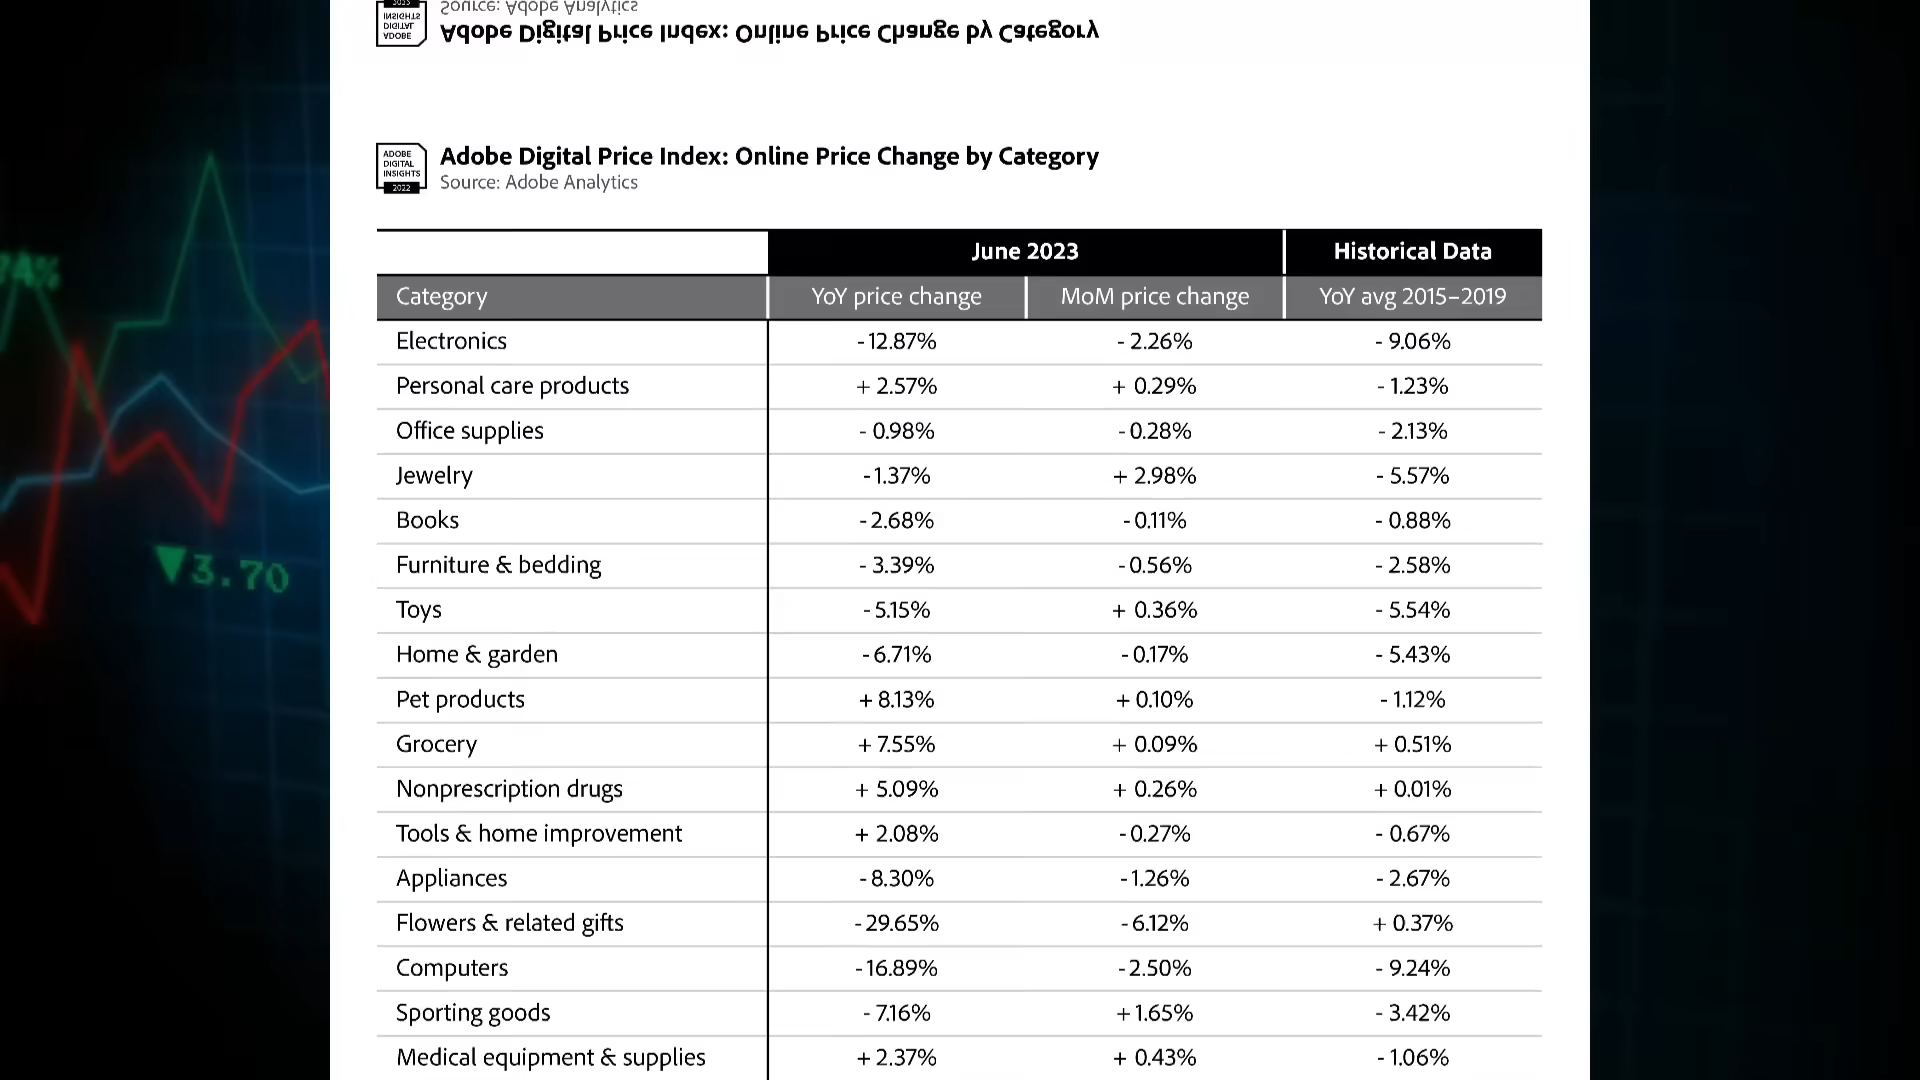 Source: Adobe Analytics
Adobe Digital Price Index: Online Price Change by Category
2022
INSIGHTS
DIGITAL
ADOBE
ADOBE
DIGITAL
INSIGHTS
2022
Adobe Digital Price Index: Online Price Change by Category
Source: Adobe Analytics
June 2023 Historical Data
Category YoY price change MoM price change YoY avg 2015–2019
Electronics -12.87% - 2.26% - 9.06%
Personal care products + 2.57% + 0.29% - 1.23%
Office supplies - 0.98% -0.28% - 2.13%
Jewelry -1.37% + 2.98% - 5.57%
Books -2.68% -0.11% - 0.88%
Furniture & bedding - 3.39% -0.56% - 2.58%
Toys -5.15% + 0.36% - 5.54%
Home & garden -6.71% -0.17% - 5.43%
Pet products + 8.13% + 0.10% - 1.12%
Grocery + 7.55% + 0.09% + 0.51%
Nonprescription drugs + 5.09% + 0.26% + 0.01%
Tools & home improvement + 2.08% -0.27% - 0.67%
Appliances -8.30% -1.26% - 2.67%
Flowers & related gifts -29.65% -6.12% + 0.37%
Computers -16.89% -2.50% - 9.24%
Sporting goods - 7.16% +1.65% - 3.42%
Medical equipment & supplies + 2.37% + 0.43% - 1.06%
▼3.70